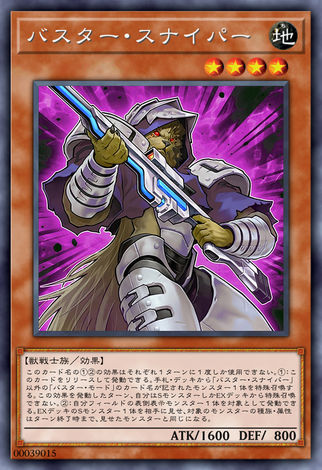 バスター・スナイパー
地
【獣戦士族／効果】
このカード名の①②の効果はそれぞれ1ターンに1度しか使用できない。①：こ
のカードをリリースして発動できる。手札・デッキから「バスター・スナイパー」
以外の「バスター・モード」のカード名が記されたモンスター1体を特殊召喚す
る。この効果を発動したターン、自分はSモンスターしかEXデッキから特殊召喚
できない。②：自分フィールドの表側表示モンスター1体を対象として発動でき
る。EXデッキのSモンスター1体を相手に見せ、対象のモンスターの種族・属性
はターン終了時まで、見せたモンスターと同じになる。
ATK/1600 DEF/ 800
00039015